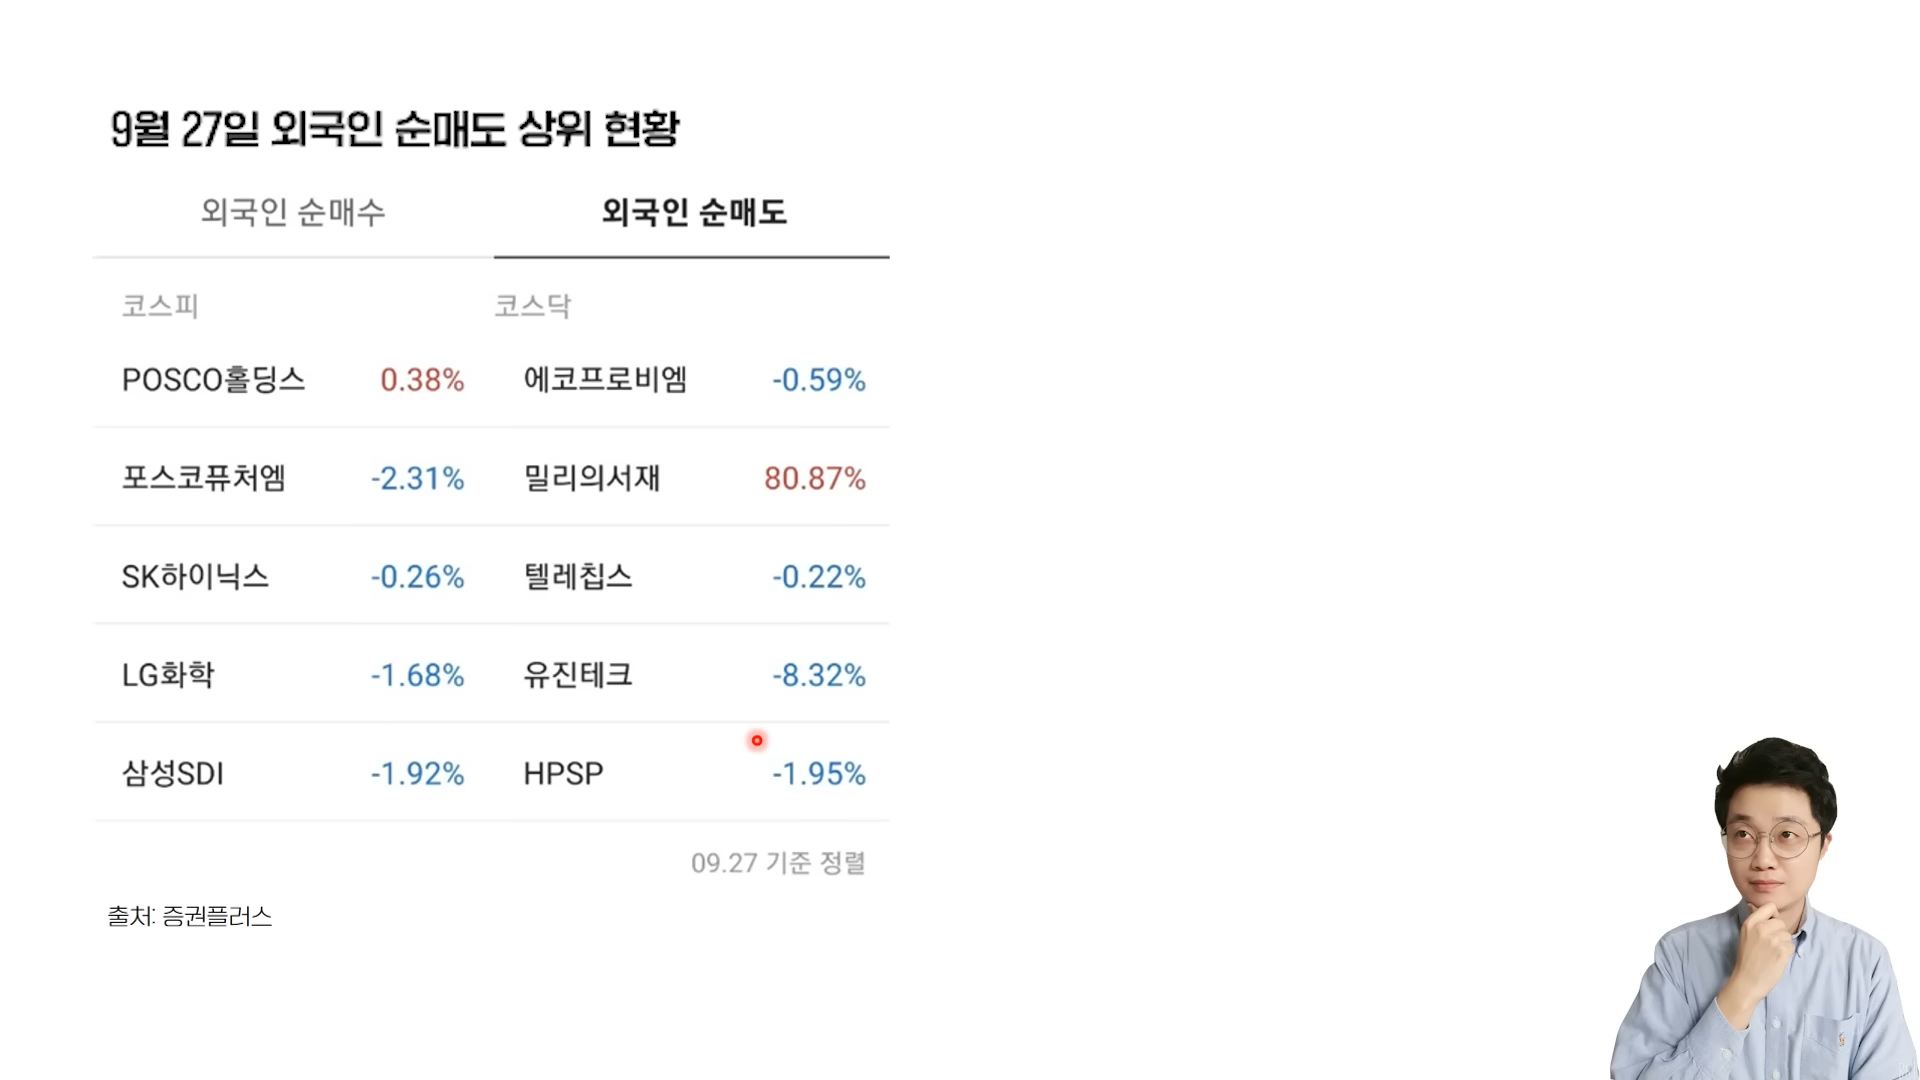 9월 27일 외국인 순매도 상위 현황
외국인 순매수 외국인 순매도
코스피 코스닥
POSCO홀딩스 0.38% 에코프로비엠 -0.59%
포스코퓨처엠 -2.31% 밀리의서재 80.87%
SK하이닉스 -0.26% 텔레칩스 -0.22%
LG화학 -1.68% 유진테크 -8.32%
삼성SDI -1.92% HPSP -1.95%
09.27 기준 정렬
출처: 증권플러스